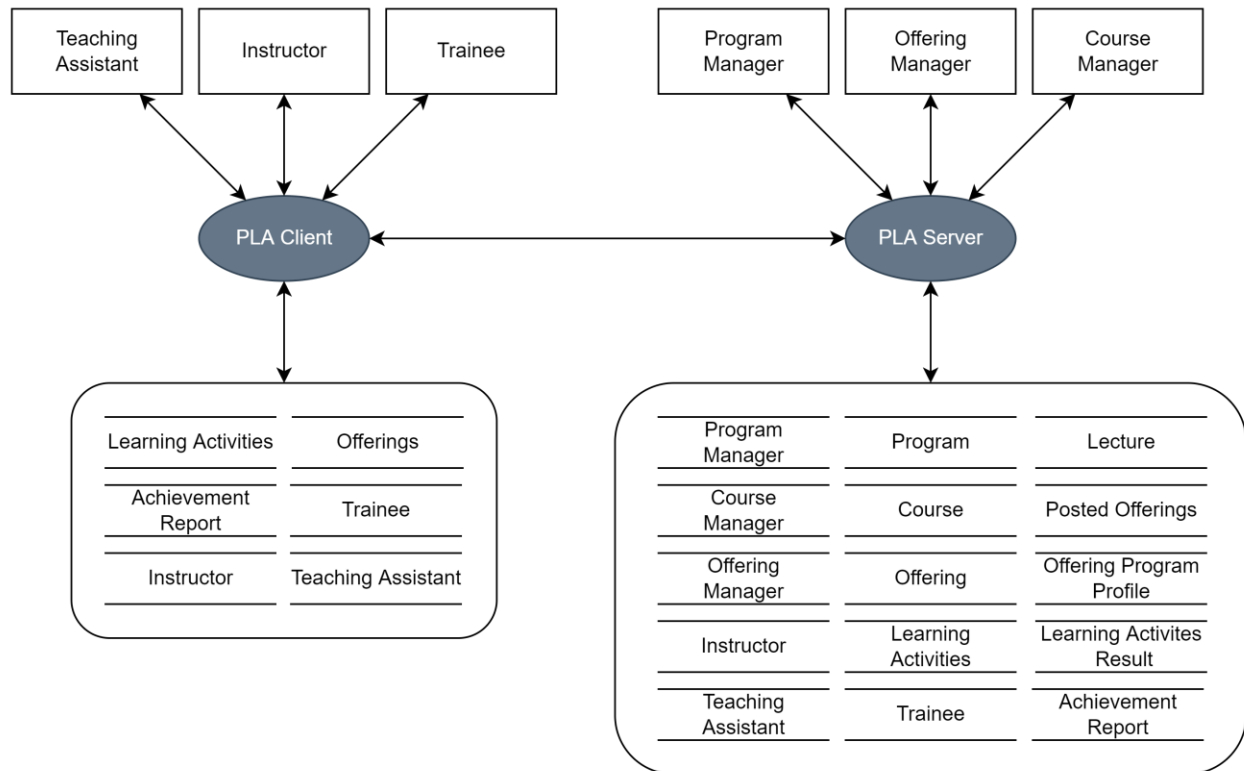 Teaching
Assistant
Instructor
Trainee
Program
Manager
Offering
Manager
Course
Manager
PLA Client
PLA Server
Learning Activities
Offerings
Achievement
Report
Trainee
Instructor
Teaching Assistant
Program
Manager
Program
Lecture
Course
Manager
Course
Posted Offerings
Offering
Manager
Offering
Offering Program
Profile
Instructor
Learning
Activities
Learning Activites
Result
Teaching
Assistant
Trainee
Achievement
Report